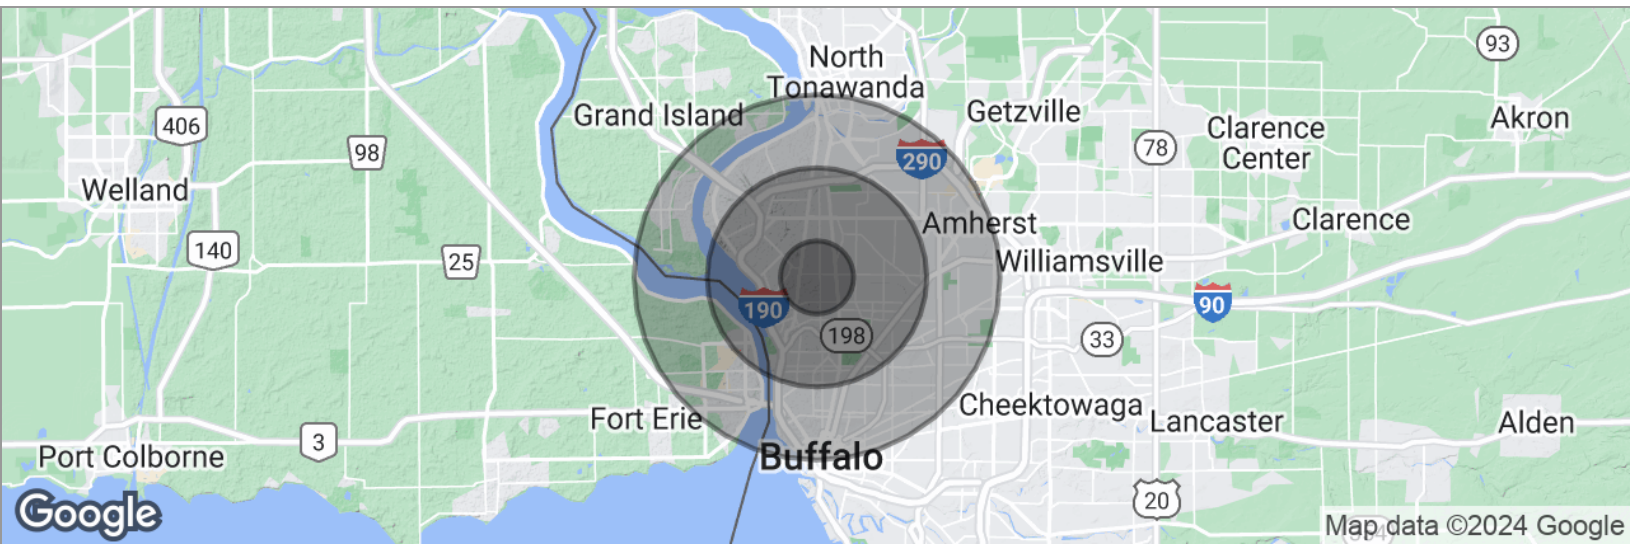 93
North
Tonawanda
Grand Island
Getzville
Akron
406
Clarence
Center
78
98
290
Welland
Amherst
Clarence
140
25
Williamsville
190
90
198
33
Fort Erie
Cheektowaga
Lancaster
Alden
3
Port Colborne
Buffalo
20
Google
Map data ©2024 Google